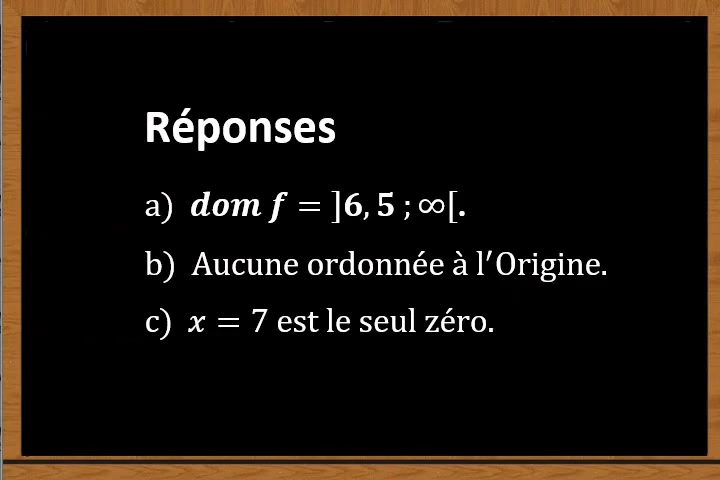 Réponses
a) dom f = ]6,5 ; ∞[.
b) Aucune ordonnée à l′Origine.
c) x = 7 est le seul zéro.